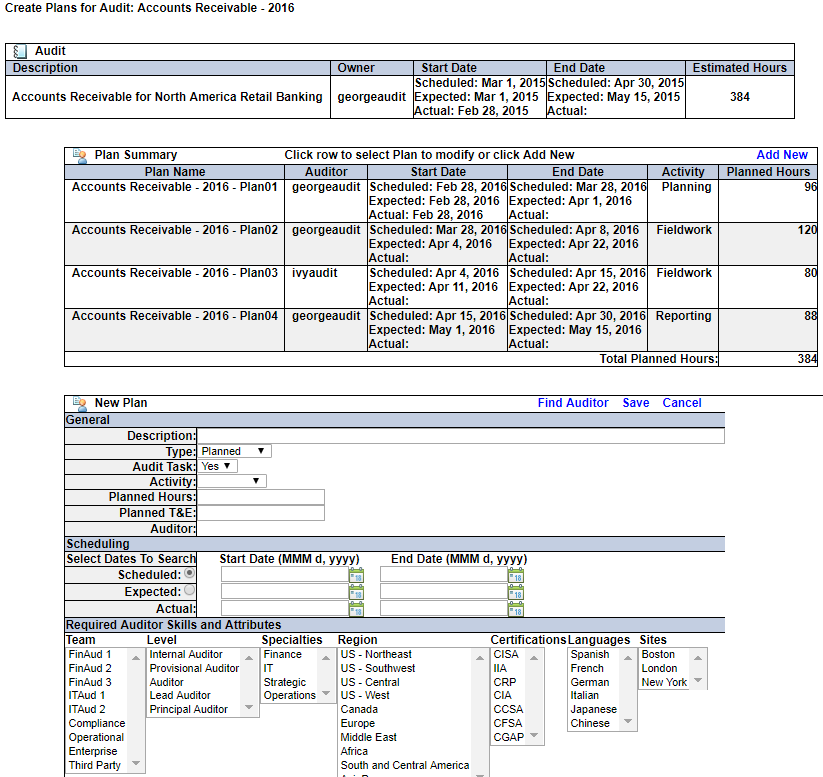 Create Plans for Audit: Accounts Receivable - 2016
Audit
Description Owner Start Date End Date Estimated Hours
Accounts Receivable for North America Retail Banking georgeaudit Scheduled: Mar 1, 2015 Scheduled: Apr 30, 2015 384
Expected: Mar 1, 2015 Expected: May 15, 2015
Actual: Feb 28, 2015 Actual:
Plan Summary Click row to select Plan to modify or click Add New Add New
Plan Name Auditor Start Date End Date Activity Planned Hours
Accounts Receivable - 2016 - Plan01 georgeaudit Scheduled: Feb 28, 2016 Scheduled: Mar 28, 2016 Planning 96
Expected: Feb 28, 2016 Expected: Apr 1, 2016
Actual: Feb 28, 2016 Actual:
Accounts Receivable - 2016 - Plan02 georgeaudit Scheduled: Mar 28, 2016 Scheduled: Apr 8, 2016 Fieldwork 120
Expected: Apr 4, 2016 Expected: Apr 22, 2016
Actual: Actual:
Accounts Receivable - 2016 - Plan03 ivyaudit Scheduled: Apr 4, 2016 Scheduled: Apr 15, 2016 Fieldwork 80
Expected: Apr 11, 2016 Expected: Apr 22, 2016
Actual: Actual:
Accounts Receivable - 2016 - Plan04 georgeaudit Scheduled: Apr 15, 2016 Scheduled: Apr 30, 2016 Reporting 88
Expected: May 1, 2016 Expected: May 15, 2016
Actual: Actual:
Total Planned Hours: 384
New Plan Find Auditor Save Cancel
General
Description:
Type: Planned
Audit Task: Yes
Activity:
Planned Hours:
Planned T&E:
Auditor:
Scheduling
Select Dates To Search Start Date (MMM d, yyyy) End Date (MMM d, yyyy)
Scheduled: 18 18
Expected: 18 18
Actual: 18 18
Required Auditor Skills and Attributes
Team Level Specialties Region Certifications Languages Sites
FinAud 1 Internal Auditor Finance US - Northeast CISA Spanish Boston
FinAud 2 Provisional Auditor IT US - Southwest IIA French London
FinAud 3 Auditor Strategic US - Central CRP German New York
ITAud 1 Lead Auditor Operations US - West CIA Italian
ITAud 2 Principal Auditor Canada CCSA Japanese
Compliance Europe CFSA Chinese
Operational Middle East CGAP
Enterprise Africa
Third Party South and Central America